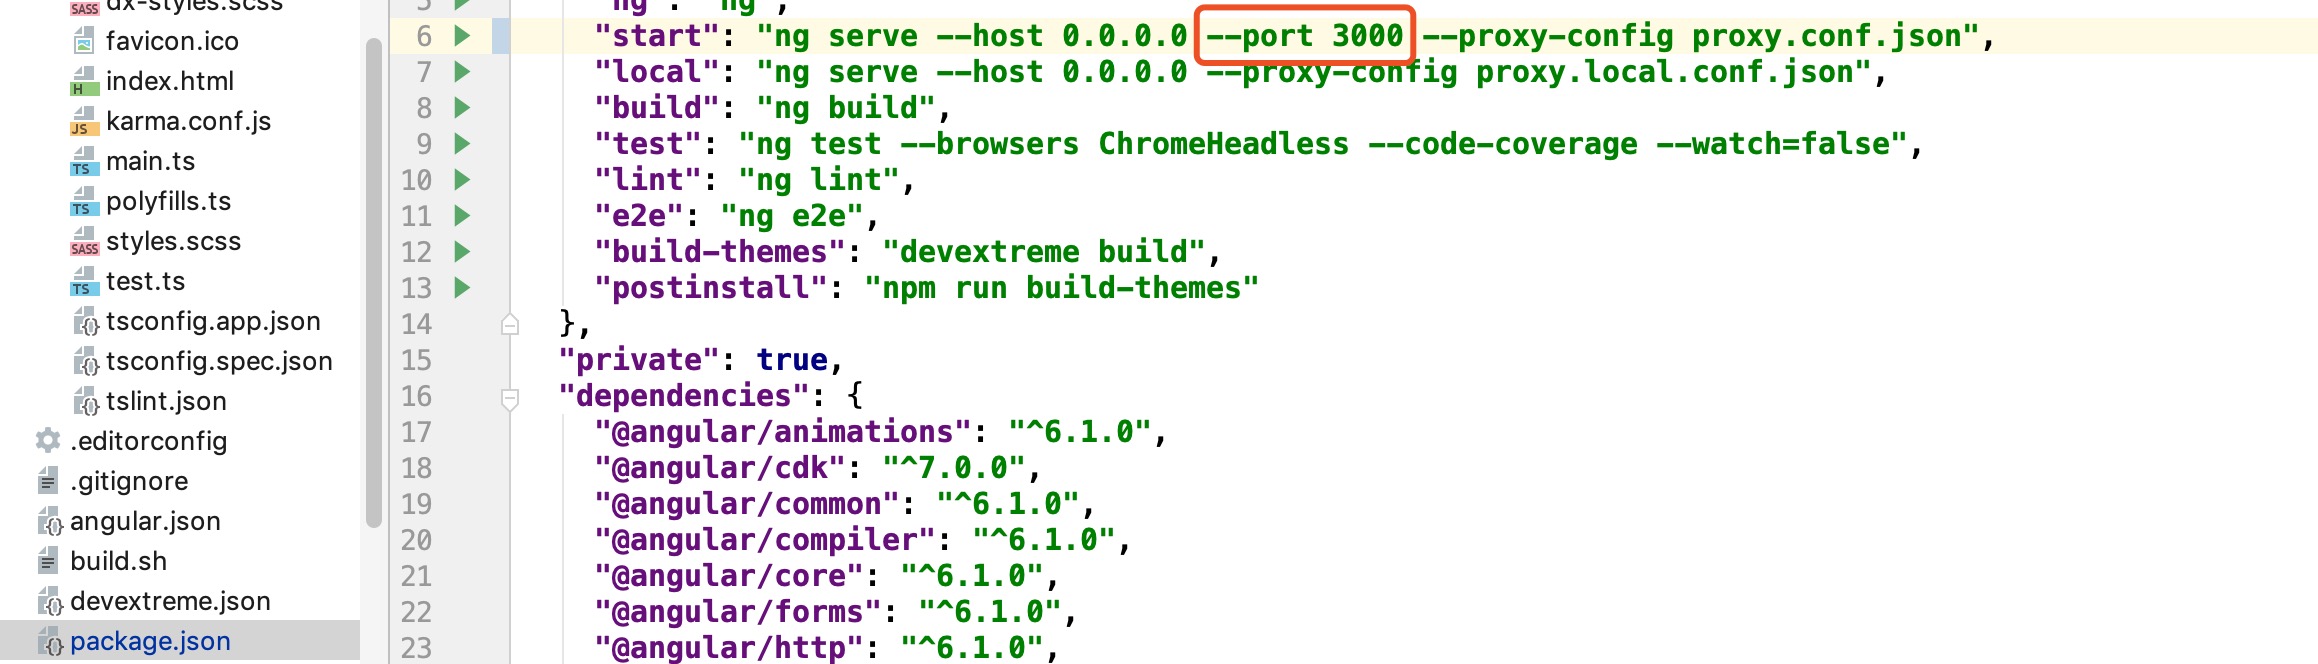 dx-styles.scss
favicon.ico
index.html
karma.conf.js
main.ts
polyfills.ts
styles.scss
test.ts
tsconfig.app.json
tsconfig.spec.json
tslint.json
.editorconfig
.gitignore
angular.json
build.sh
devextreme.json
package.json
5 "ng": "ng",
6 "start": "ng serve --host 0.0.0.0 --port 3000 --proxy-config proxy.conf.json",
7 "local": "ng serve --host 0.0.0.0 --proxy-config proxy.local.conf.json",
8 "build": "ng build",
9 "test": "ng test --browsers ChromeHeadless --code-coverage --watch=false",
10 "lint": "ng lint",
11 "e2e": "ng e2e",
12 "build-themes": "devextreme build",
13 "postinstall": "npm run build-themes"
14 },
15 "private": true,
16 "dependencies": {
17 "@angular/animations": "^6.1.0",
18 "@angular/cdk": "^7.0.0",
19 "@angular/common": "^6.1.0",
20 "@angular/compiler": "^6.1.0",
21 "@angular/core": "^6.1.0",
22 "@angular/forms": "^6.1.0",
23 "@angular/http": "^6.1.0",